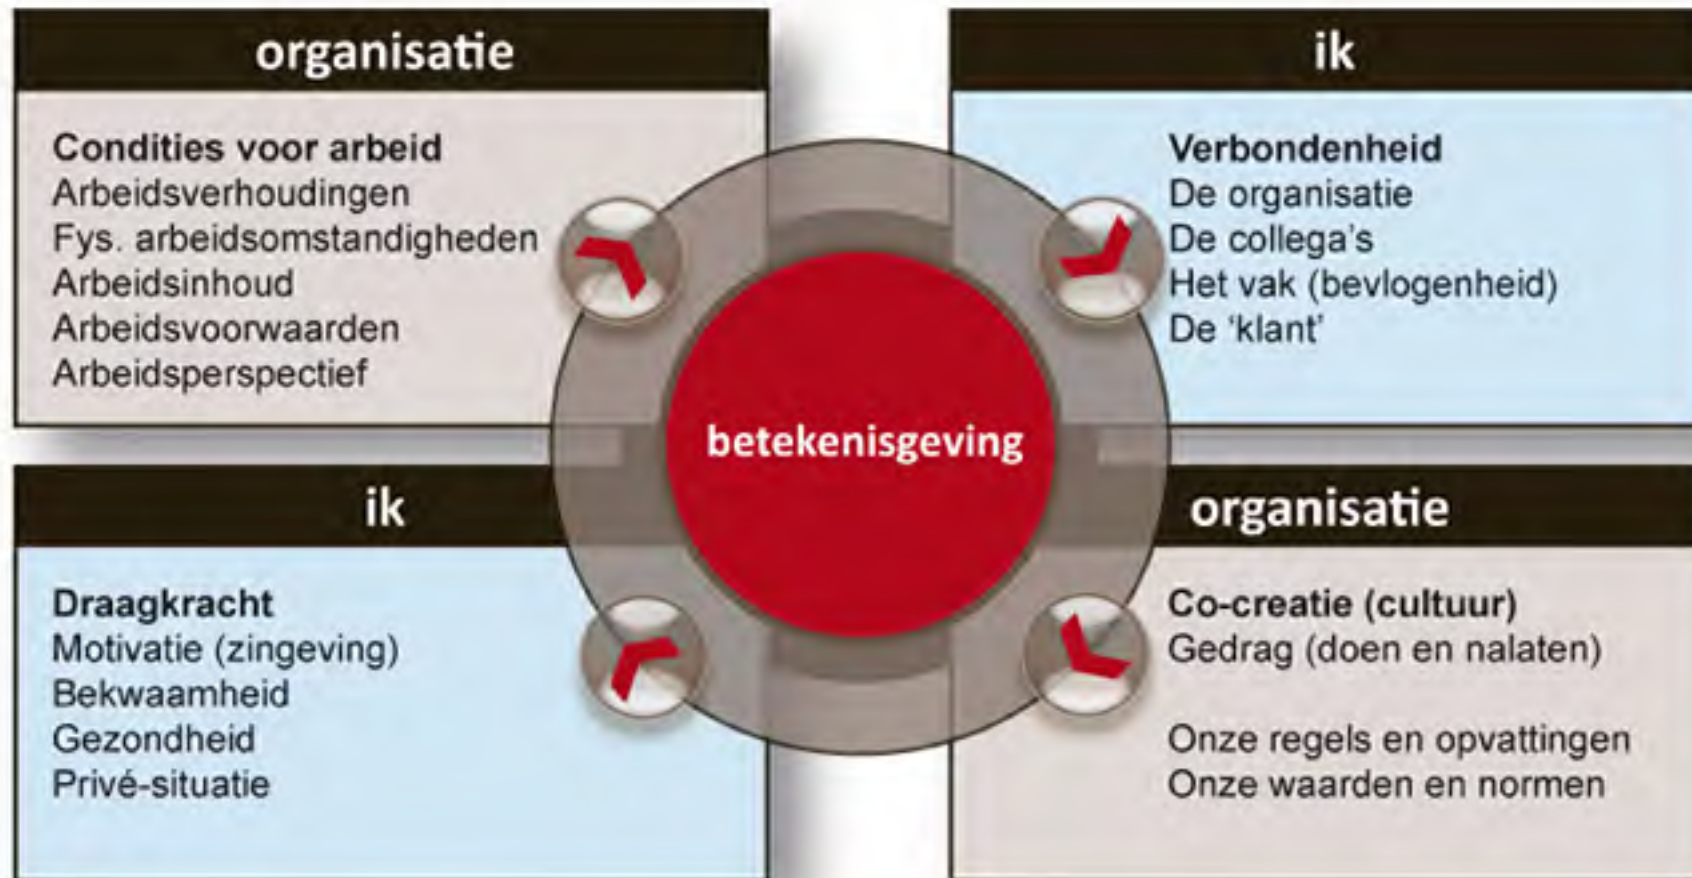 organisatie
Condities voor arbeid
Arbeidsverhoudingen
Fys. arbeidsomstandigheden
Arbeidsinhoud
Arbeidsvoorwaarden
Arbeidsperspectief
ik
Verbondenheid
De organisatie
De collega's
Het vak (bevlogenheid)
De ‘klant’
betekenisgeving
ik
Draagkracht
Motivatie (zingeving)
Bekwaamheid
Gezondheid
Privé-situatie
organisatie
Co-creatie (cultuur)
Gedrag (doen en nalaten)
Onze regels en opvattingen
Onze waarden en normen